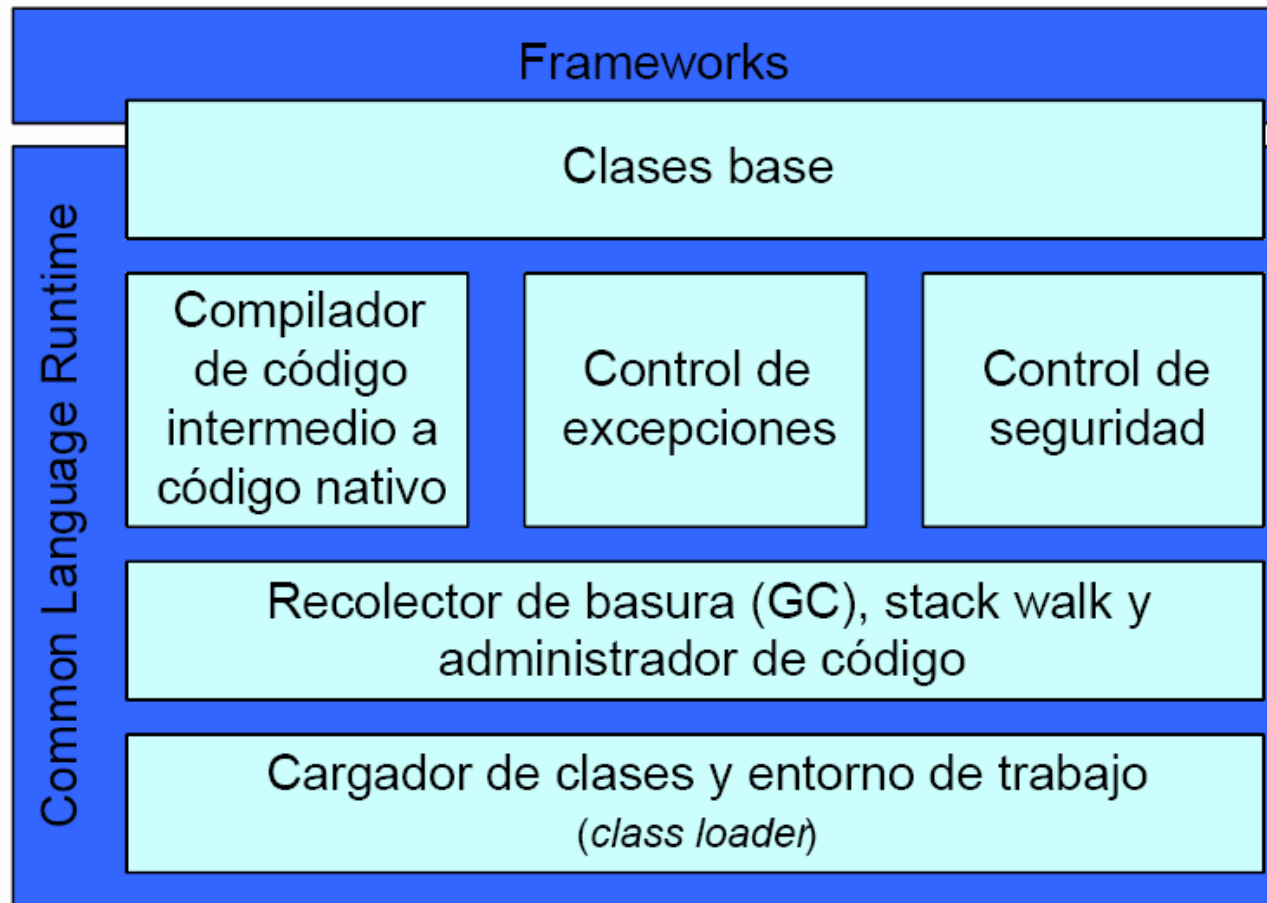 Frameworks
Clases base
Common Language Runtime
Compilador
de código
intermedio a
código nativo
Control de
excepciones
Control de
seguridad
Recolector de basura (GC), stack walk y
administrador de código
Cargador de clases y entorno de trabajo
(class loader)